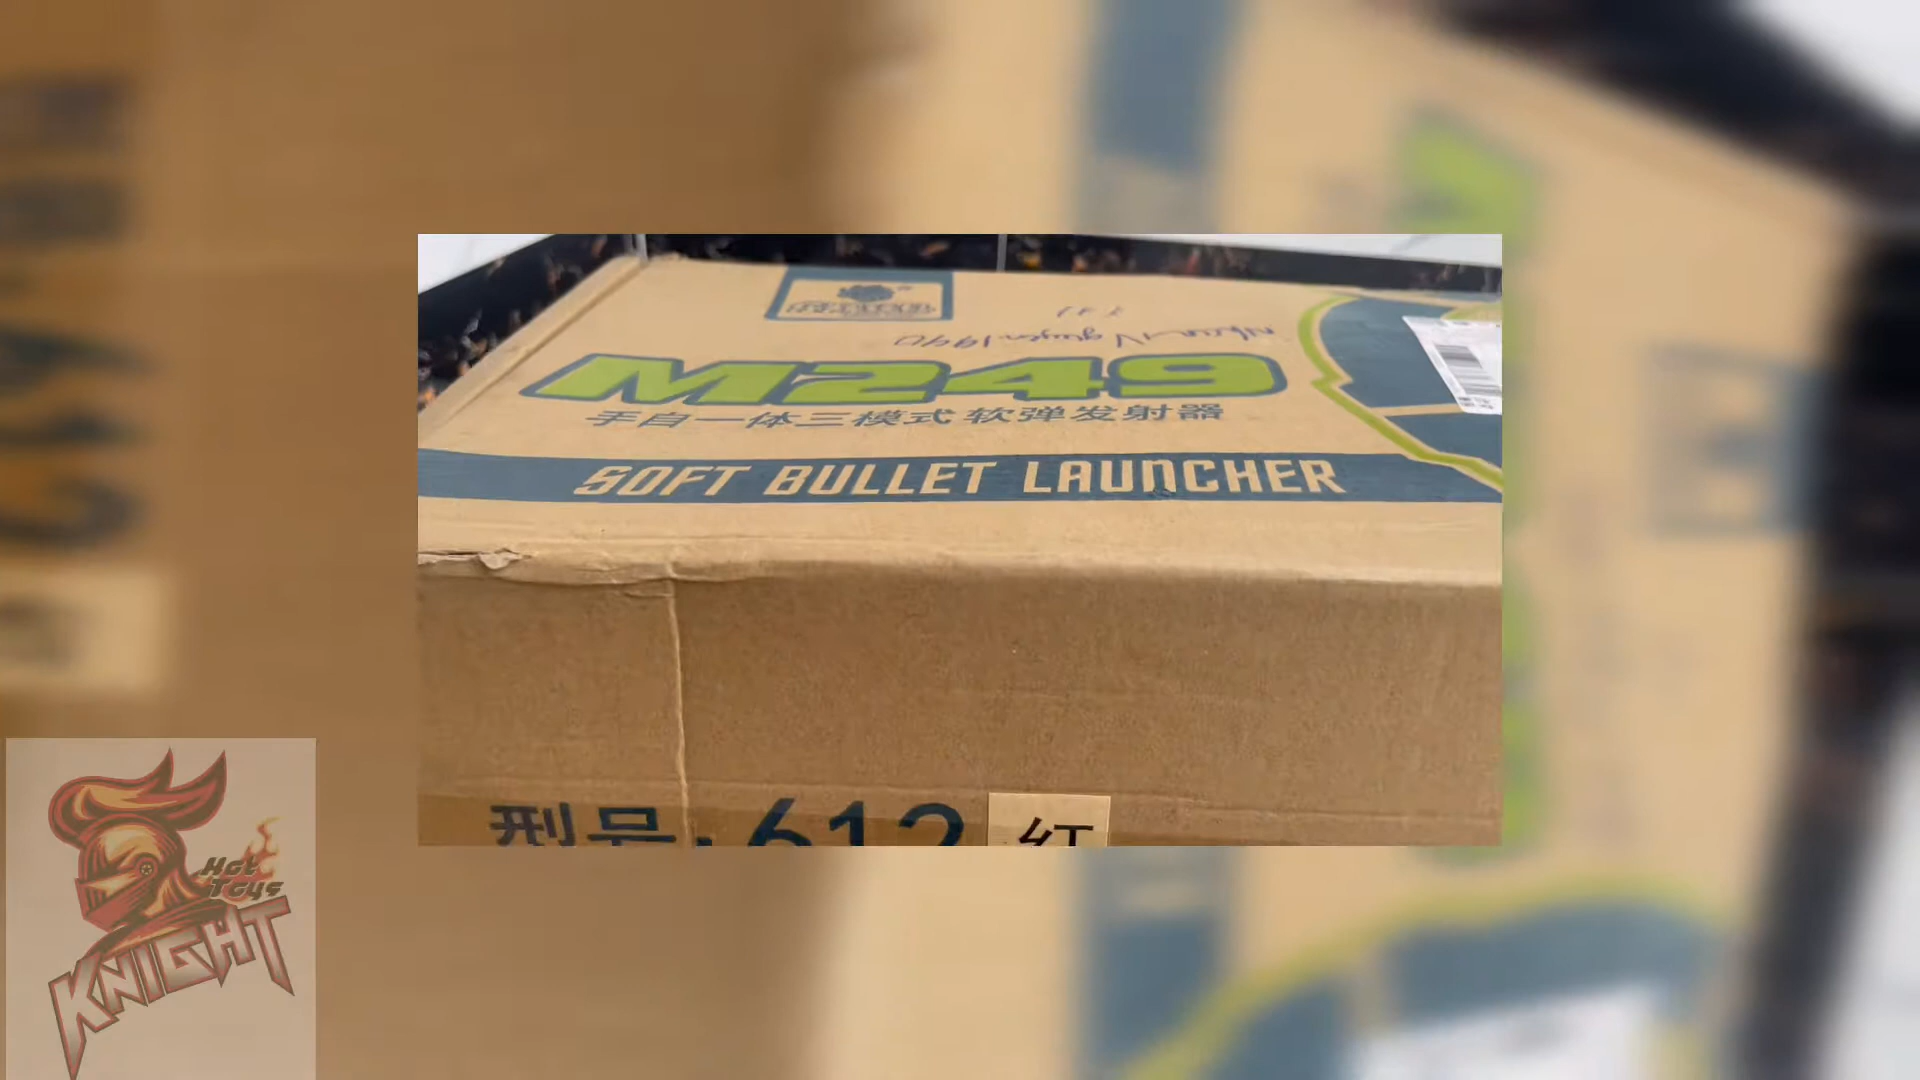 M249
手自一体三模式 软弹发射器
SOFT BULLET LAUNCHER
型号: 612
红
Hot
Toys
KNIGHT